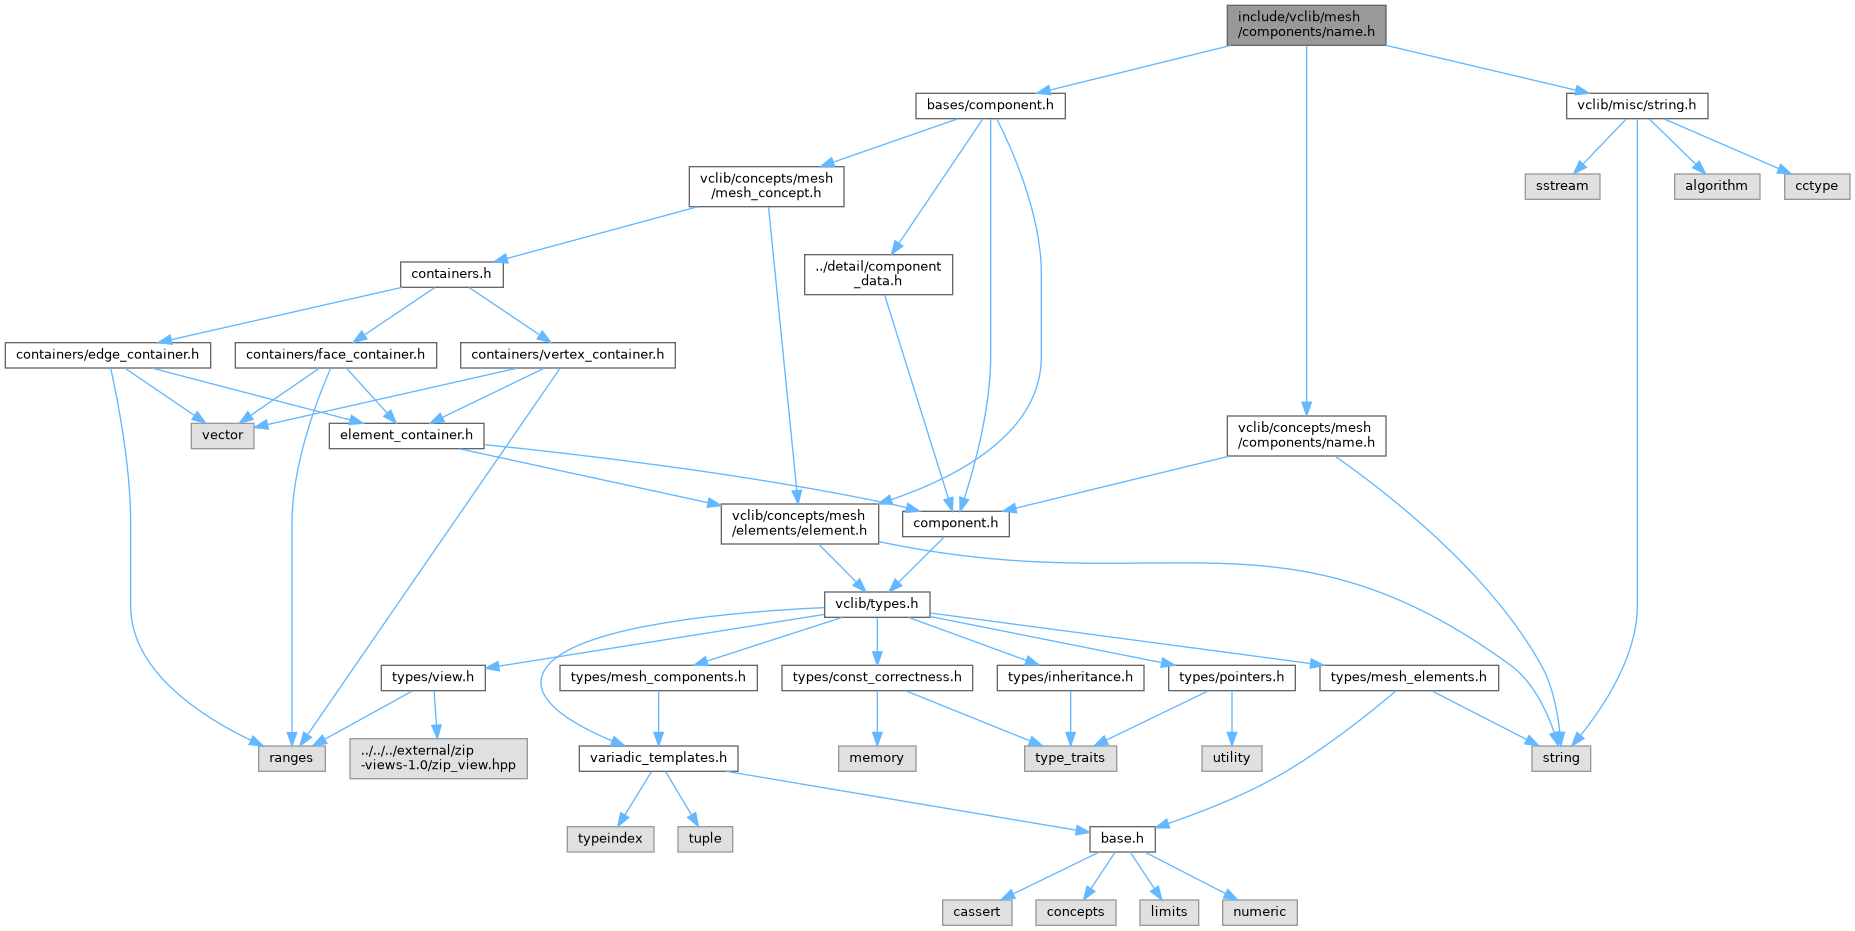 include/vclib/mesh
/components/name.h
bases/component.h
vclib/misc/string.h
vclib/concepts/mesh
/mesh_concept.h
sstream
algorithm
cctype
containers.h
../detail/component
_data.h
containers/edge_container.h
containers/face_container.h
containers/vertex_container.h
vector
element_container.h
vclib/concepts/mesh
/components/name.h
vclib/concepts/mesh
/elements/element.h
component.h
vclib/types.h
types/view.h
types/mesh_components.h
types/const_correctness.h
types/inheritance.h
types/pointers.h
types/mesh_elements.h
ranges
../../../external/zip
-views-1.0/zip_view.hpp
variadic_templates.h
memory
type_traits
utility
string
typeindex
tuple
base.h
cassert
concepts
limits
numeric